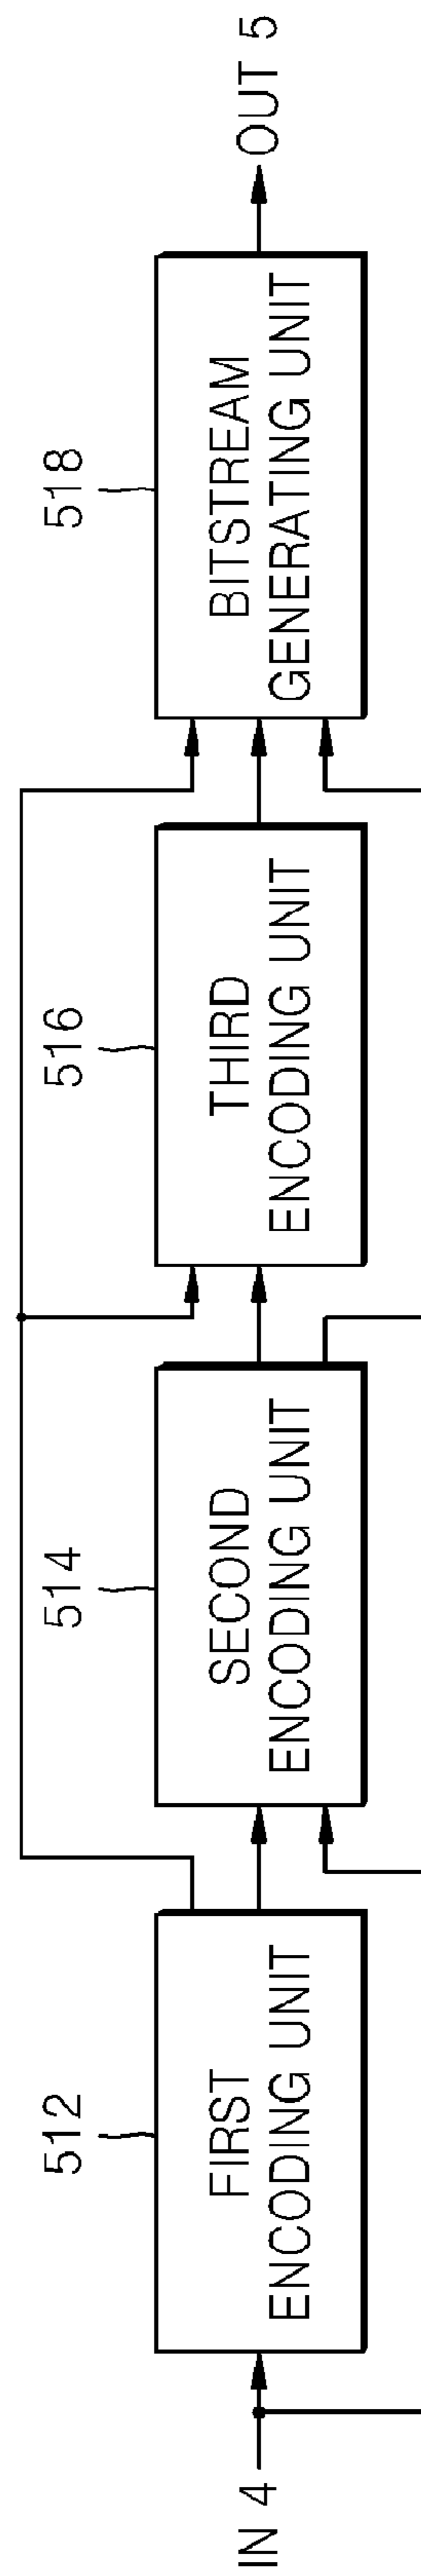 IN 4
512
FIRST
ENCODING UNIT
514
SECOND
ENCODING UNIT
516
THIRD
ENCODING UNIT
518
BITSTREAM
GENERATING UNIT
OUT 5